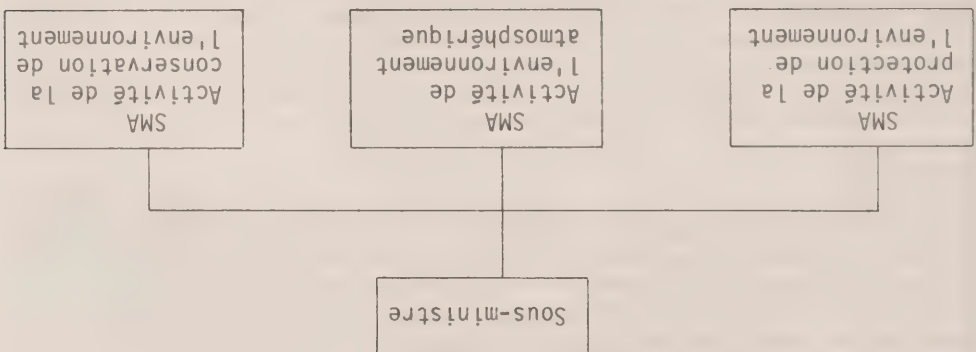 Sous-ministre
SMA
Activité de la
protection de
l'environnement
SMA
Activité de
l'environnement
atmosphérique
SMA
Activité de la
conservation de
l'environnement